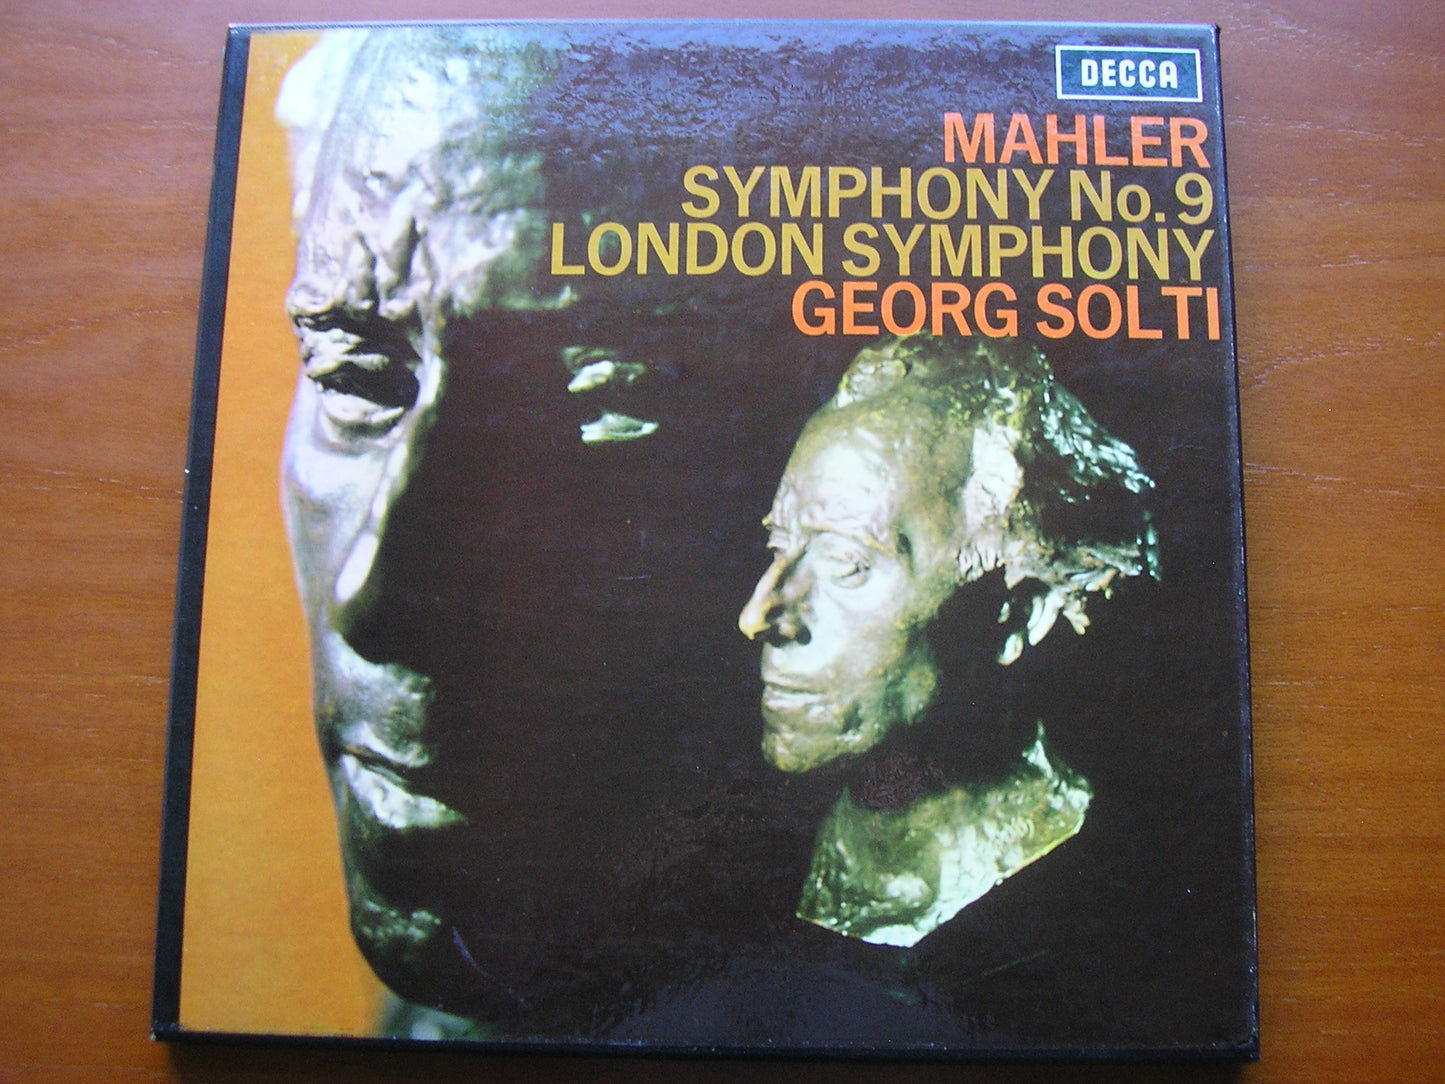 DECCA
MAHLER
SYMPHONY No. 9
LONDON SYMPHONY
GEORG SOLTI